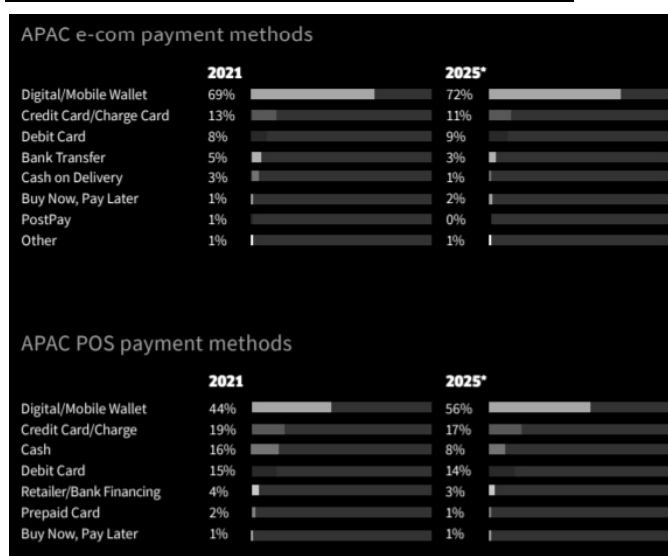 APAC e-com payment methods
2021 2025*
Digital/Mobile Wallet 69% 72%
Credit Card/Charge Card 13% 11%
Debit Card 8% 9%
Bank Transfer 5% 3%
Cash on Delivery 3% 1%
Buy Now, Pay Later 1% 2%
PostPay 1% 0%
Other 1% 1%
APAC POS payment methods
2021 2025*
Digital/Mobile Wallet 44% 56%
Credit Card/Charge 19% 17%
Cash 16% 8%
Debit Card 15% 14%
Retailer/Bank Financing 4% 3%
Prepaid Card 2% 1%
Buy Now, Pay Later 1% 1%